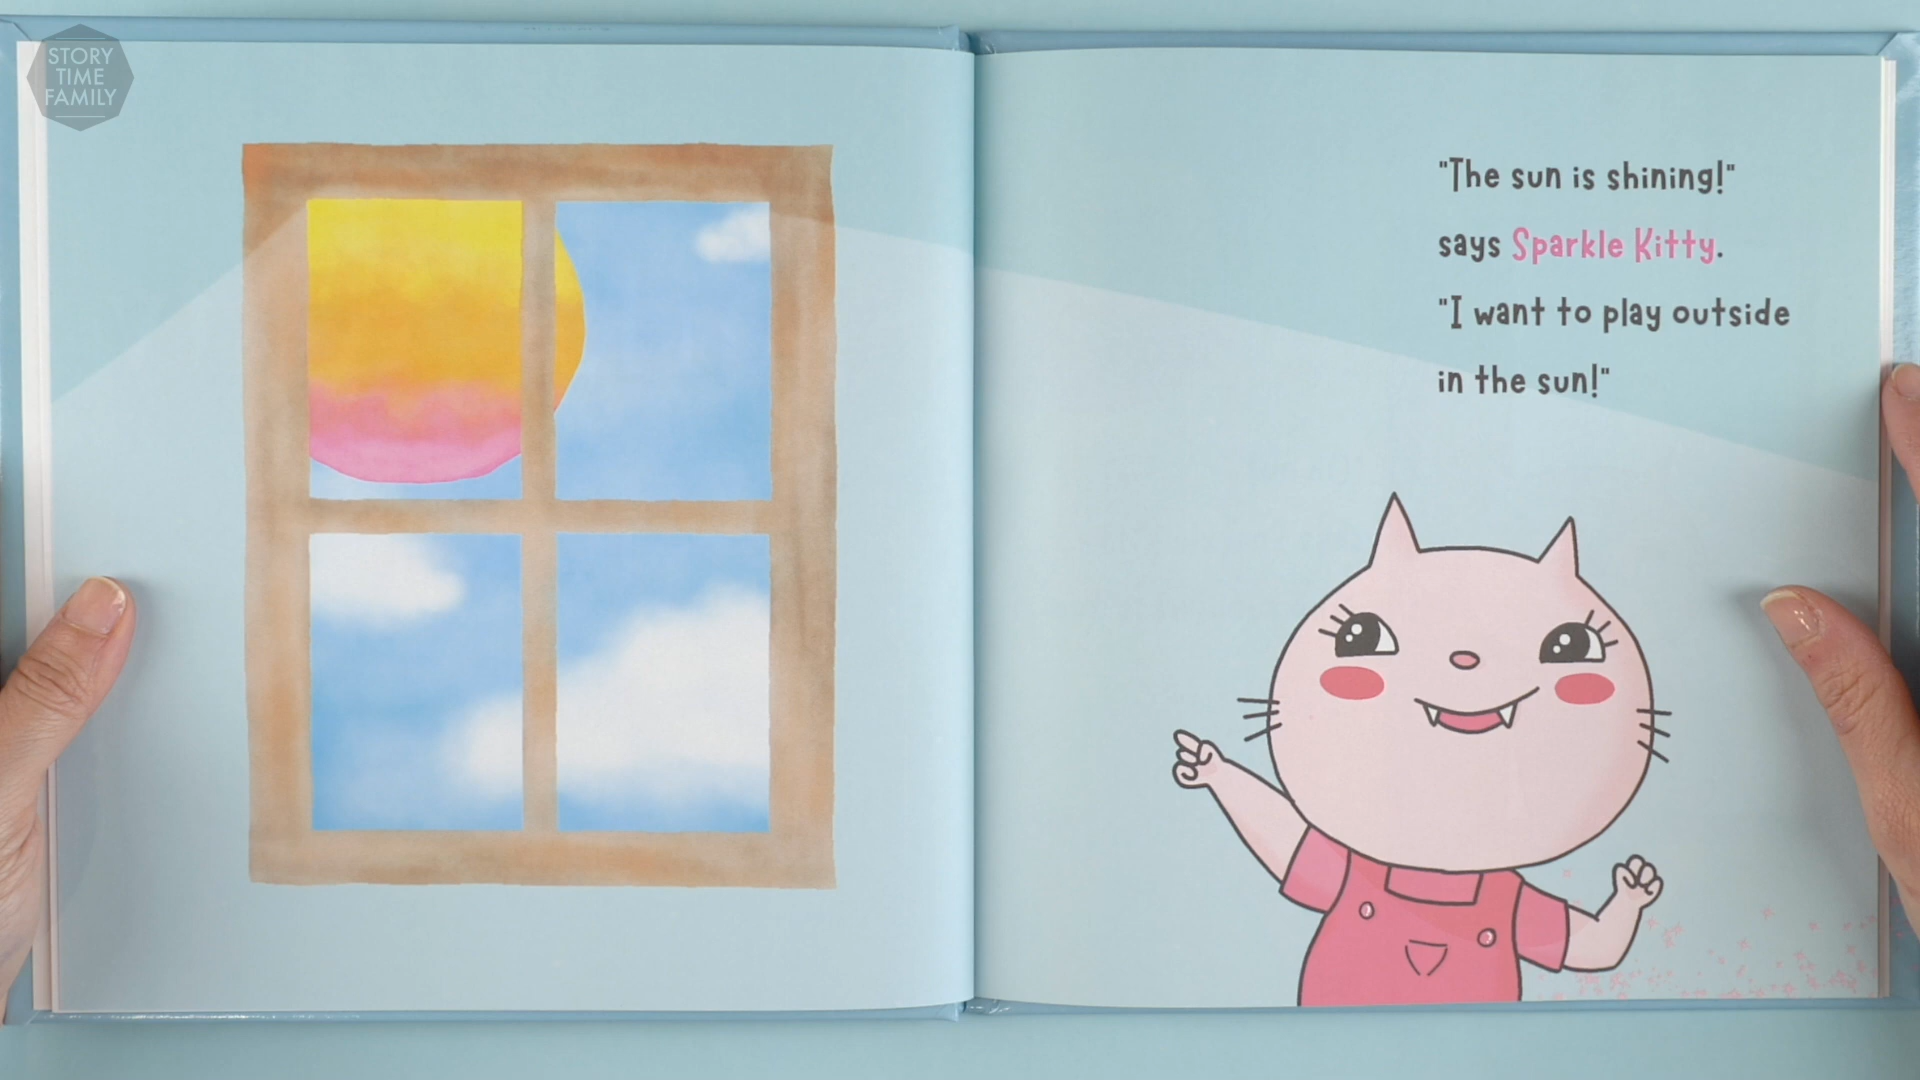 STORY
TIME
FAMILY
"The sun is shining!"
says Sparkle Kitty.
"I want to play outside
in the sun!"